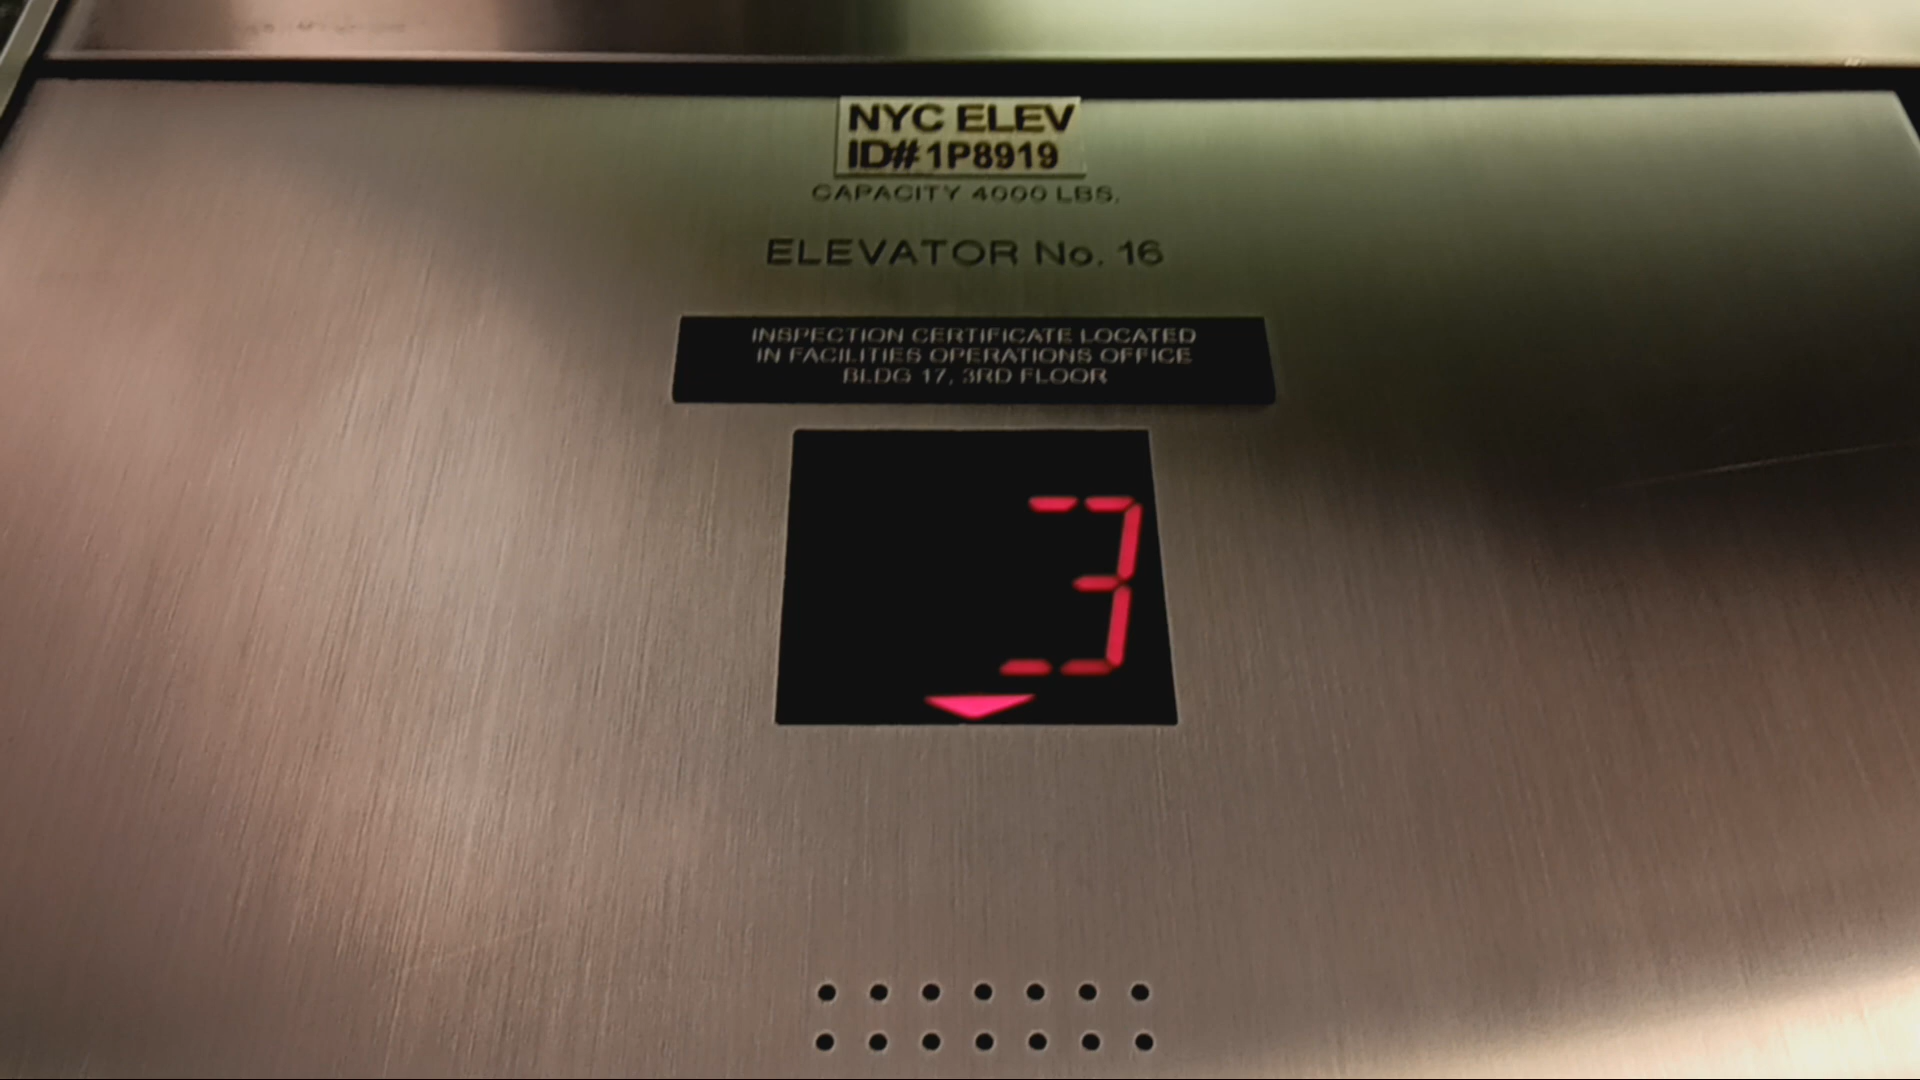 NYC ELEV
ID# 1P8919
CAPACITY 4000 LBS.
ELEVATOR No. 16
INSPECTION CERTIFICATE LOCATED
IN FACILITIES OPERATIONS OFFICE
BLDG 17, 3RD FLOOR
3